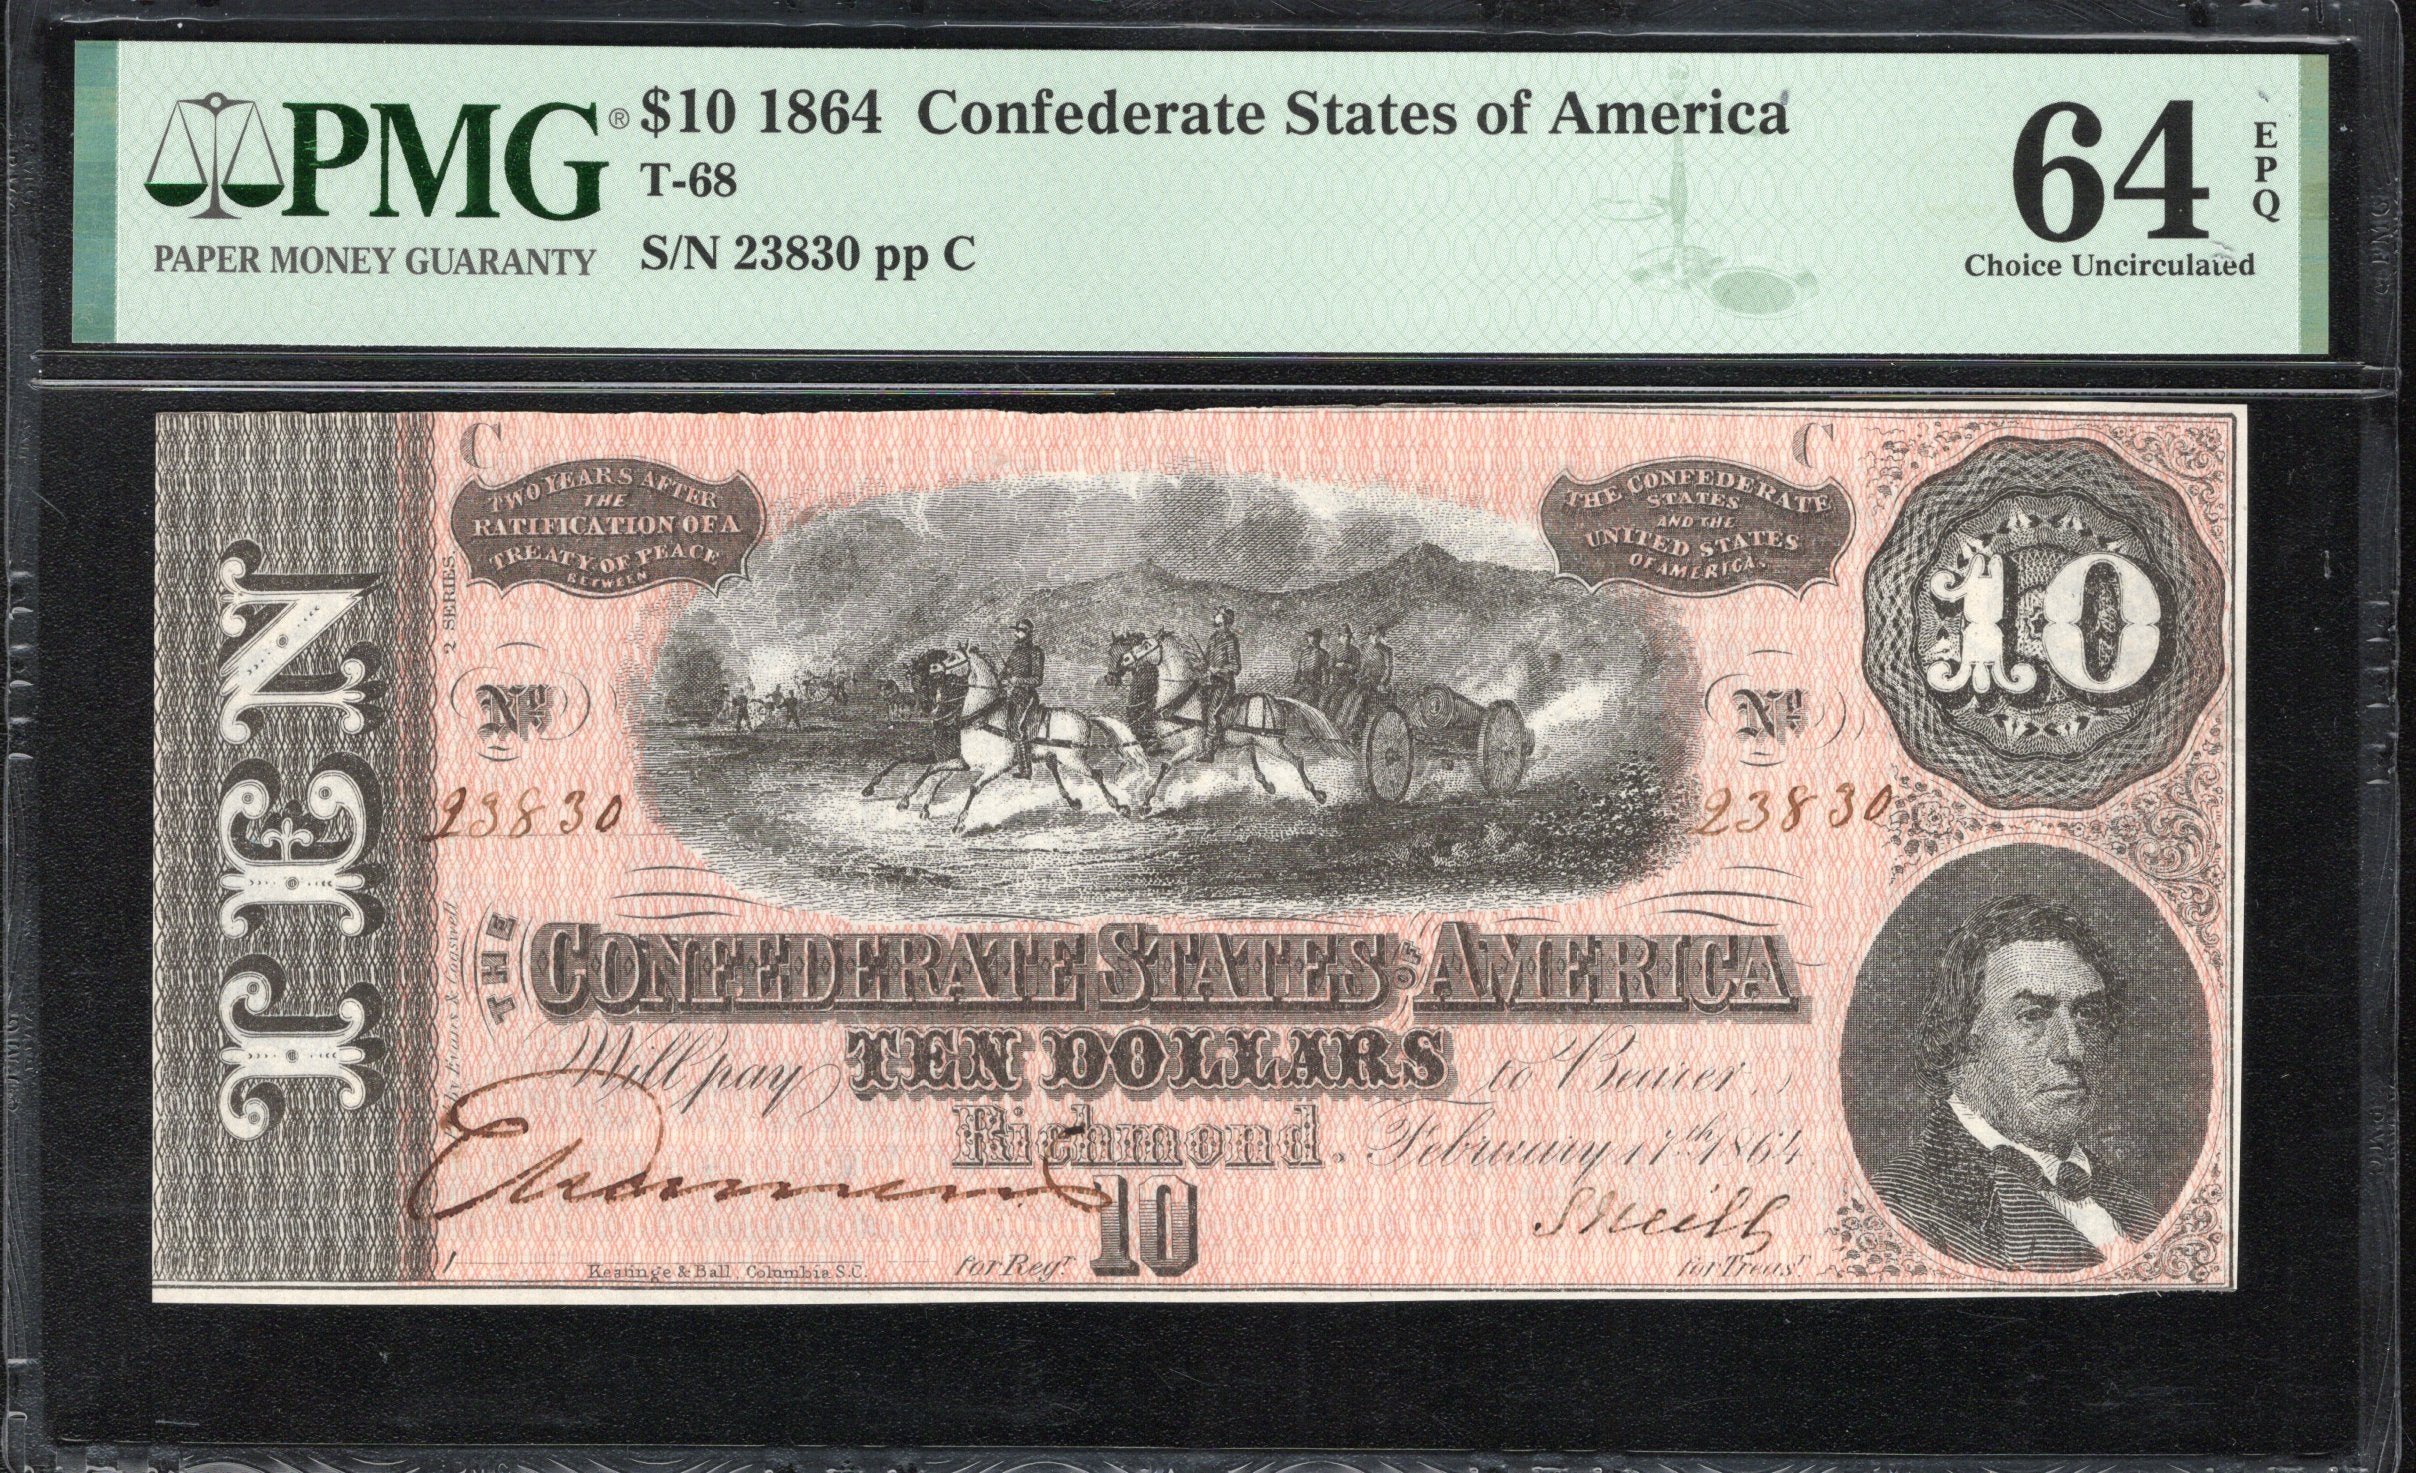 PMG®
PAPER MONEY GUARANTY
$10 1864 Confederate States of America
T-68
S/N 23830 pp C
64
EPQ
Choice Uncirculated
C
C
TWO YEARS AFTER
THE
RATIFICATION OF A
TREATY OF PEACE
BETWEEN
THE CONFEDERATE
STATES
AND THE
UNITED STATES
OF AMERICA.
10
TEN
2 SERIES.
No.
No.
23830
23830
THE CONFEDERATE STATES OF AMERICA
Will pay TEN DOLLARS to Bearer.
Richmond. February 17th 1864
10
for Regr.
for Treasr.
Keatinge & Ball, Columbia S.C.
by Evans & Cogswell